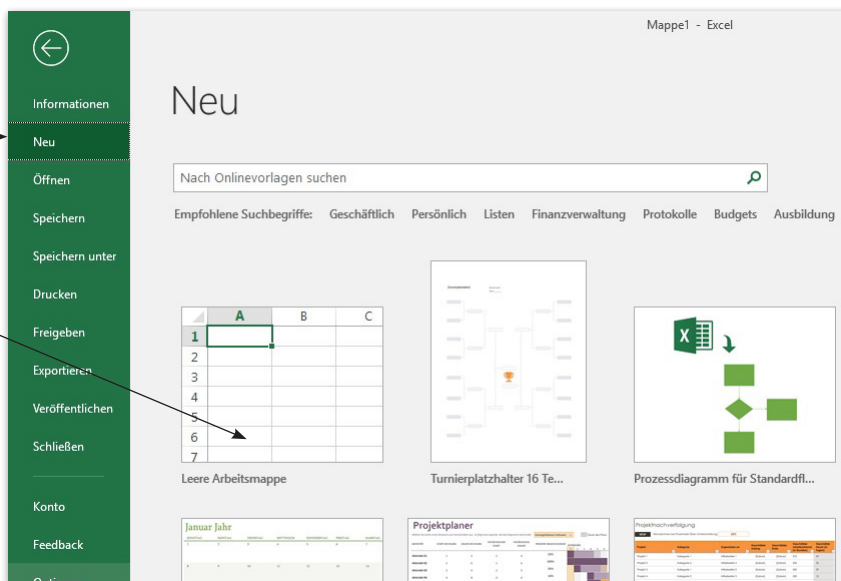 Mappe1 - Excel
Informationen
Neu
Öffnen
Speichern
Speichern unter
Drucken
Freigeben
Exportieren
Veröffentlichen
Schließen
Konto
Feedback
Neu
Nach Onlinevorlagen suchen
Empfohlene Suchbegriffe: Geschäftlich Persönlich Listen Finanzverwaltung Protokolle Budgets Ausbildung
A B C
1
2
3
4
5
6
7
Leere Arbeitsmappe
Turnierplatzhalter 16 Te...
X
Prozessdiagramm für Standardfl...
Januar Jahr
Projektplaner
Projektnachverfolgung